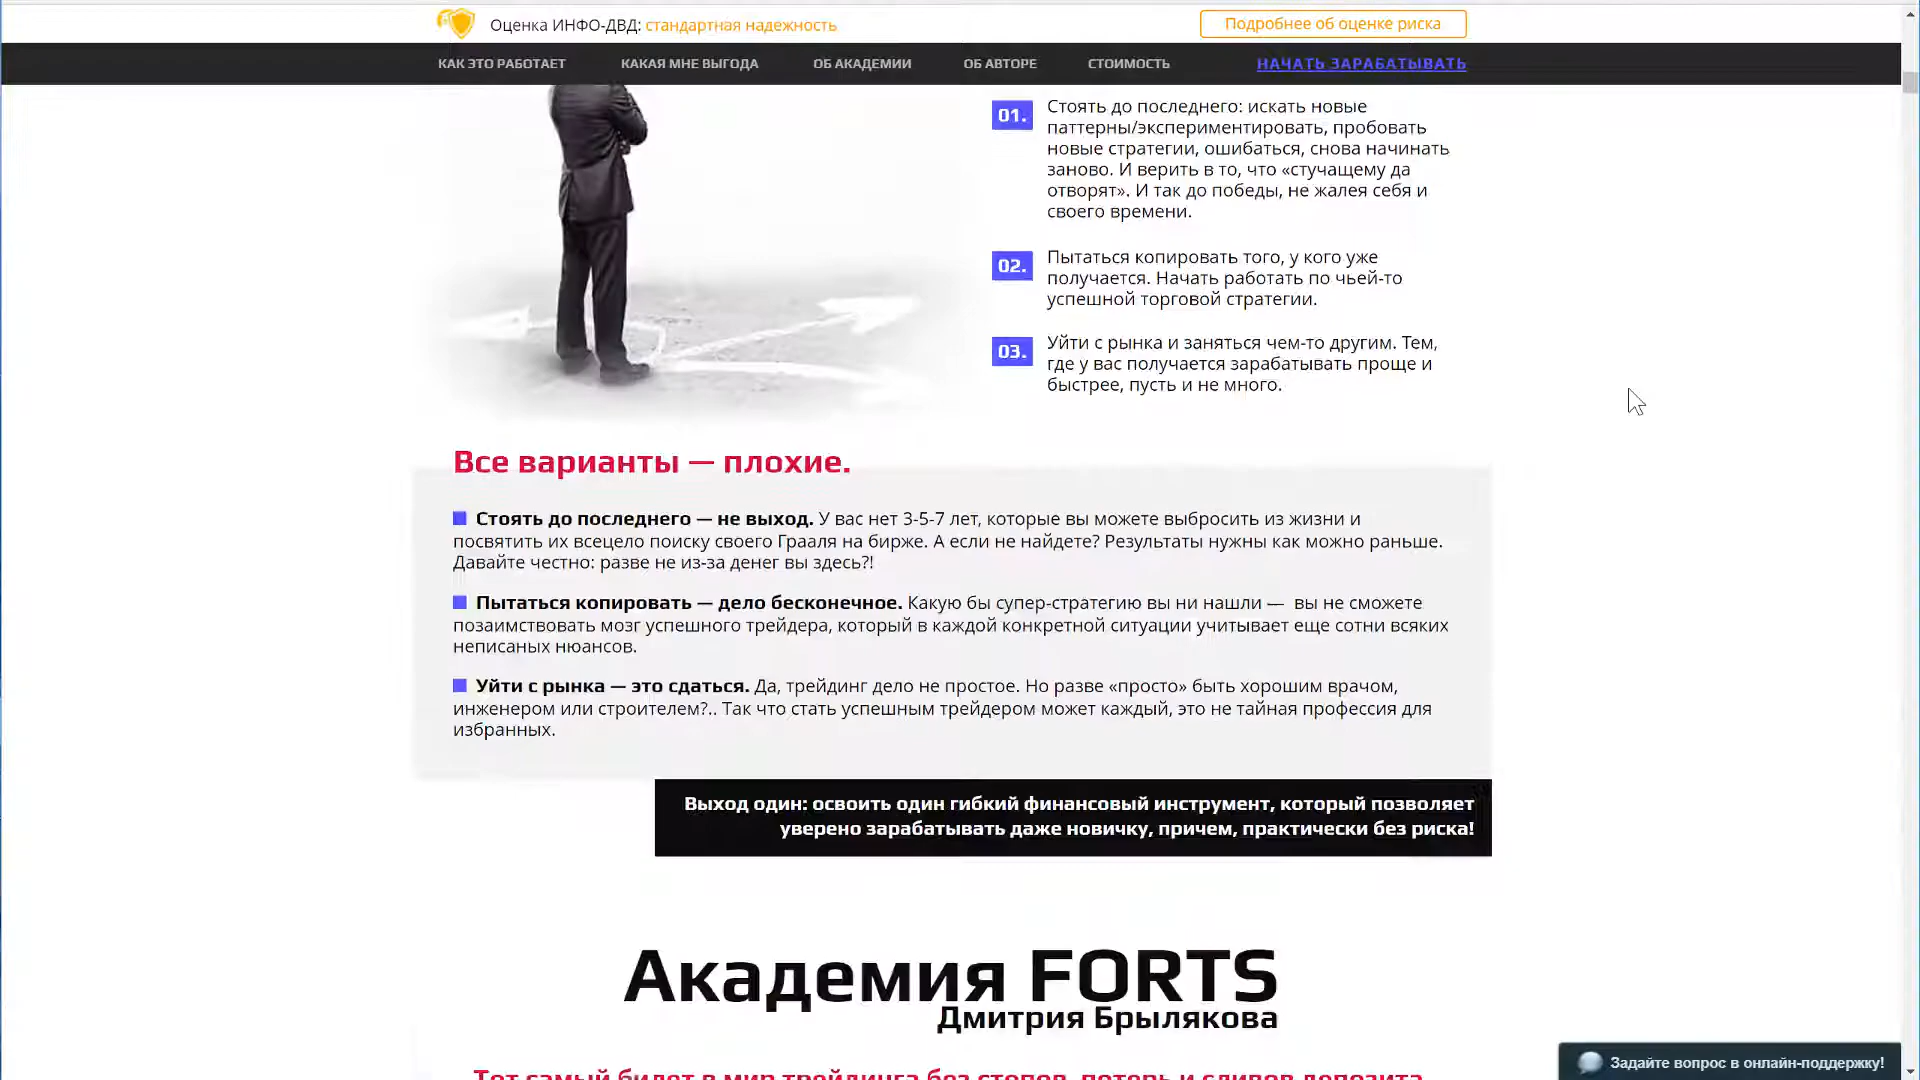 Оценка ИНФО-ДВД: стандартная надежность
Подробнее об оценке риска
КАК ЭТО РАБОТАЕТ КАКАЯ МНЕ ВЫГОДА ОБ АКАДЕМИИ ОБ АВТОРЕ СТОИМОСТЬ НАЧАТЬ ЗАРАБАТЫВАТЬ
01. Стоять до последнего: искать новые
паттерны/экспериментировать, пробовать
новые стратегии, ошибаться, снова начинать
заново. И верить в то, что «стучащему да
отворят». И так до победы, не жалея себя и
своего времени.
02. Пытаться копировать того, у кого уже
получается. Начать работать по чьей-то
успешной торговой стратегии.
03. Уйти с рынка и заняться чем-то другим. Тем,
где у вас получается зарабатывать проще и
быстрее, пусть и не много.
Все варианты — плохие.
Стоять до последнего — не выход. У вас нет 3-5-7 лет, которые вы можете выбросить из жизни и
посвятить их всецело поиску своего Грааля на бирже. А если не найдете? Результаты нужны как можно раньше.
Давайте честно: разве не из-за денег вы здесь?!
Пытаться копировать — дело бесконечное. Какую бы супер-стратегию вы ни нашли — вы не сможете
позаимствовать мозг успешного трейдера, который в каждой конкретной ситуации учитывает еще сотни всяких
неписаных нюансов.
Уйти с рынка — это сдаться. Да, трейдинг дело не простое. Но разве «просто» быть хорошим врачом,
инженером или строителем?.. Так что стать успешным трейдером может каждый, это не тайная профессия для
избранных.
Выход один: освоить один гибкий финансовый инструмент, который позволяет
уверено зарабатывать даже новичку, причем, практически без риска!
Академия FORTS
Дмитрия Брылякова
Тот самый билет в мир трейдинга без стопов, потерь и сливов депозита
Задайте вопрос в онлайн-поддержку!